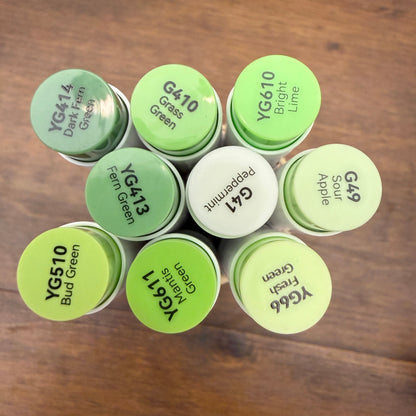 YG414
Dark Fern
Green
G410
Grass
Green
YG610
Bright
Lime
YG413
Fern Green
G41
Peppermint
G49
Sour
Apple
YG510
Bud Green
YG611
Mantis
Green
YG66
Fresh
Green